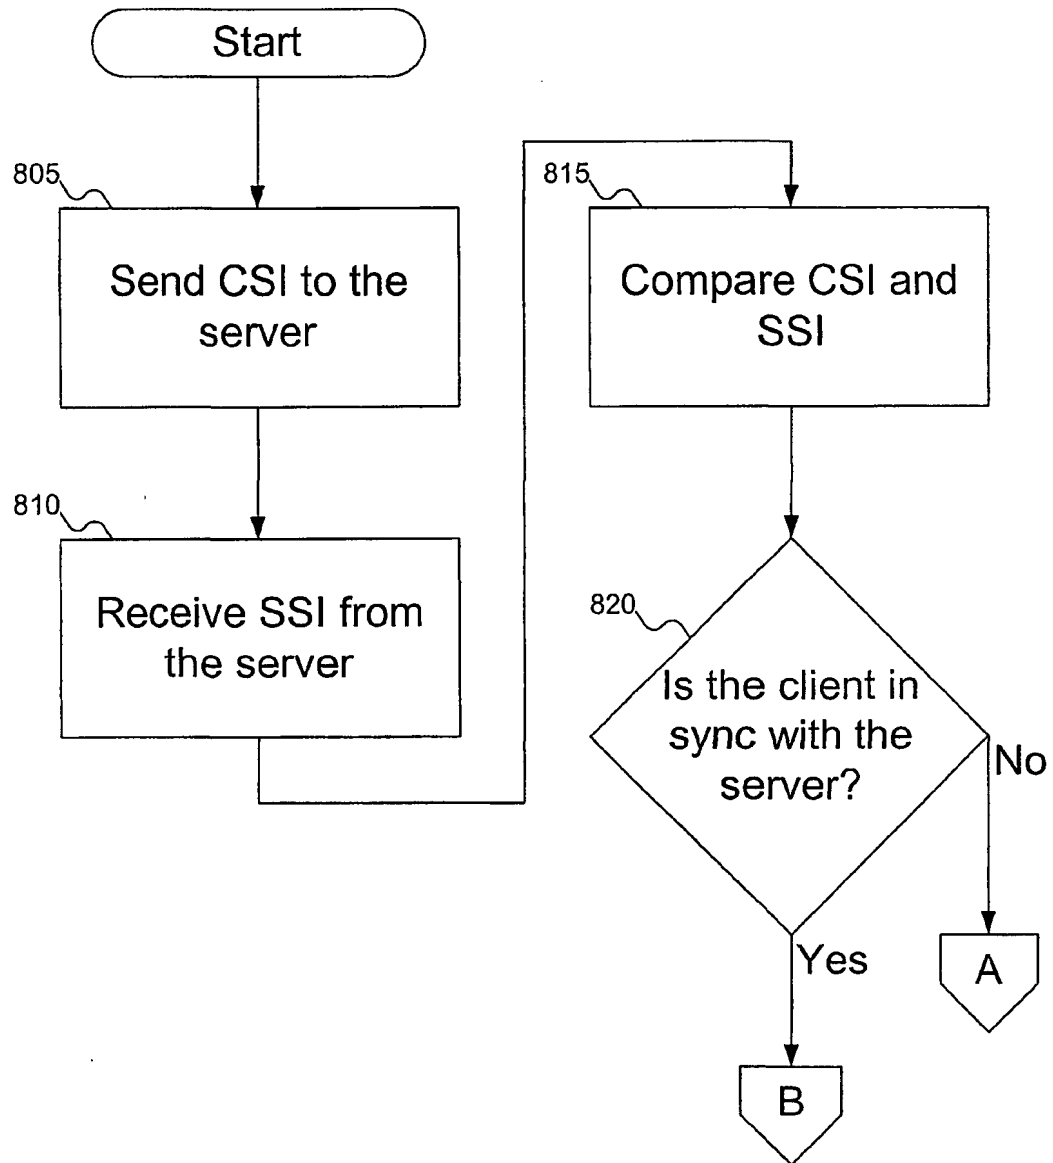 Start
805
Send CSI to the
server
810
Receive SSI from
the server
815
Compare CSI and
SSI
820
Is the client in
sync with the
server?
No
Yes
A
B